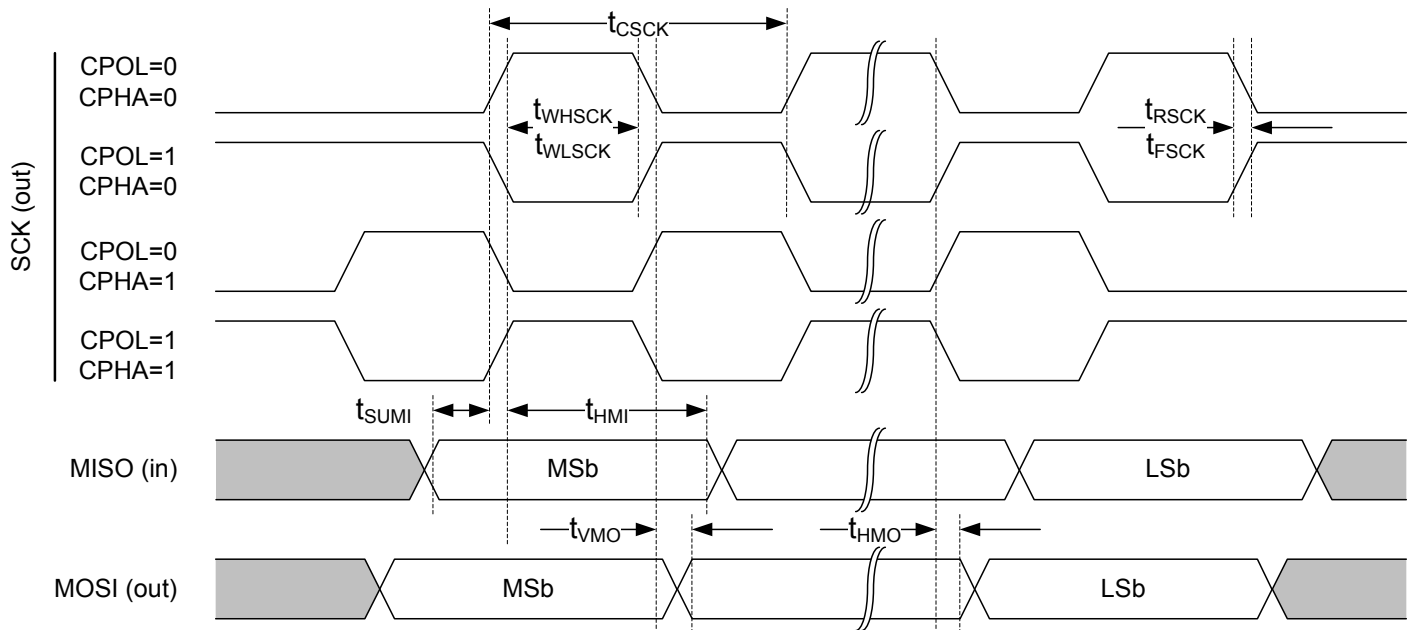 tCSCK
CPOL=0
CPHA=0
tWHSCK
tWLSCK
tRSCK
tFSCK
CPOL=1
CPHA=0
SCK (out)
CPOL=0
CPHA=1
CPOL=1
CPHA=1
tSUMI
tHMI
MISO (in)
MSb
LSb
tVMO
tHMO
MOSI (out)
MSb
LSb